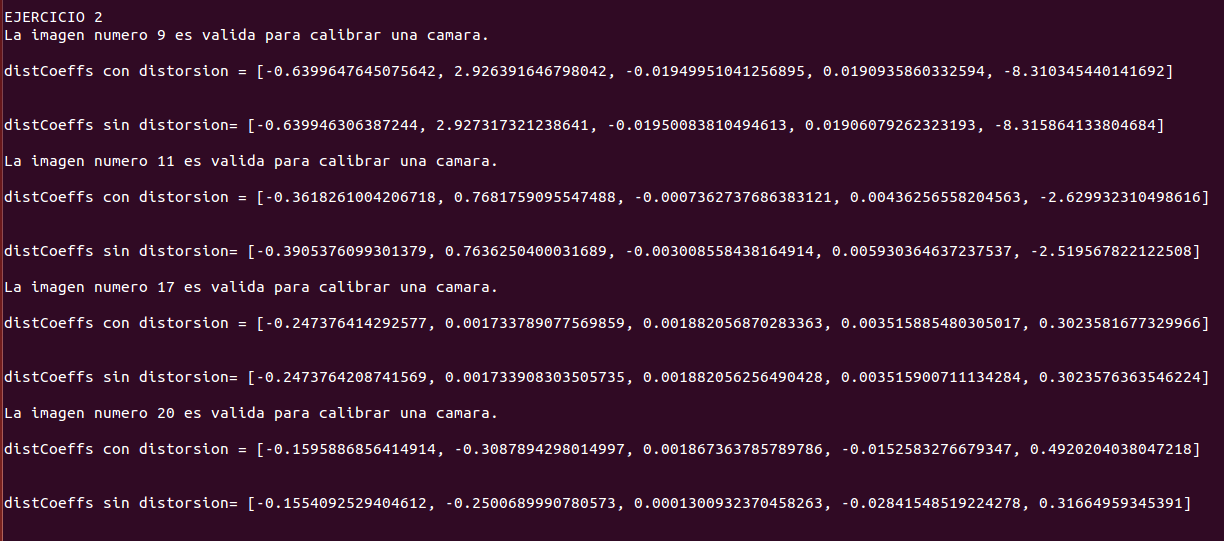 EJERCICIO 2
La imagen numero 9 es valida para calibrar una camara.
distCoeffs con distorsion = [-0.6399647645075642, 2.926391646798042, -0.01949951041256895, 0.0190935860332594, -8.310345440141692]
distCoeffs sin distorsion= [-0.639946306387244, 2.927317321238641, -0.01950083810494613, 0.01906079262323193, -8.315864133804684]
La imagen numero 11 es valida para calibrar una camara.
distCoeffs con distorsion = [-0.3618261004206718, 0.7681759095547488, -0.0007362737686383121, 0.00436256558204563, -2.629932310498616]
distCoeffs sin distorsion= [-0.3905376099301379, 0.7636250400031689, -0.003008558438164914, 0.005930364637237537, -2.519567822122508]
La imagen numero 17 es valida para calibrar una camara.
distCoeffs con distorsion = [-0.247376414292577, 0.001733789077569859, 0.001882056870283363, 0.003515885480305017, 0.3023581677329966]
distCoeffs sin distorsion= [-0.2473764208741569, 0.001733908303505735, 0.001882056256490428, 0.003515900711134284, 0.3023576363546224]
La imagen numero 20 es valida para calibrar una camara.
distCoeffs con distorsion = [-0.1595886856414914, -0.3087894298014997, 0.001867363785789786, -0.0152583276679347, 0.4920204038047218]
distCoeffs sin distorsion= [-0.1554092529404612, -0.2500689990780573, 0.0001300932370458263, -0.02841548519224278, 0.31664959345391]